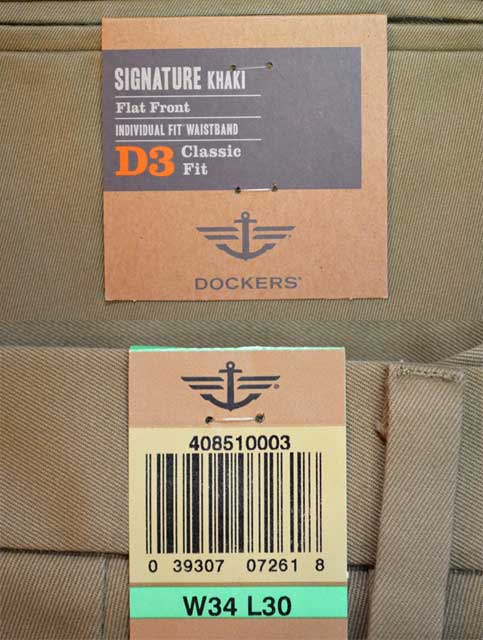 SIGNATURE KHAKI
Flat Front
INDIVIDUAL FIT WAISTBAND
D3 Classic Fit
DOCKERS®
®
408510003
0 39307 07261 8
W34 L30